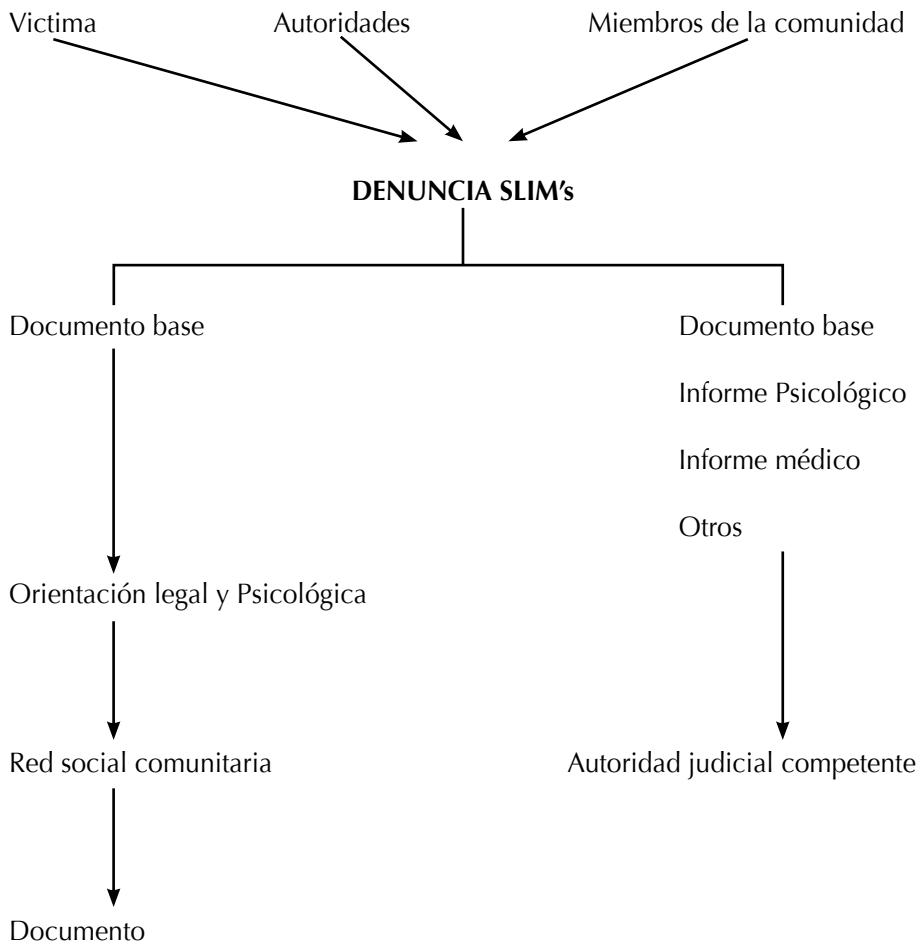 Victima
Autoridades
Miembros de la comunidad
DENUNCIA SLIM's
Documento base
Documento base
Informe Psicológico
Informe médico
Otros
Orientación legal y Psicológica
Red social comunitaria
Autoridad judicial competente
Documento